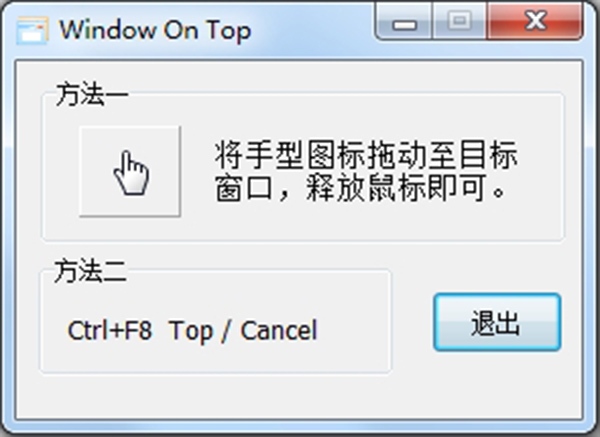 Window On Top
方法一
将手型图标拖动至目标
窗口，释放鼠标即可。
方法二
Ctrl+F8  Top / Cancel
退出